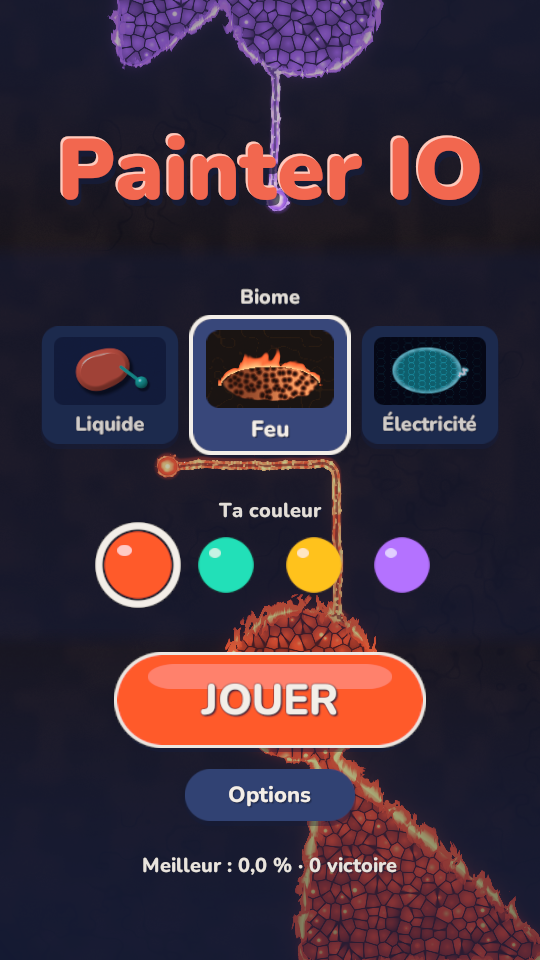 Painter IO
Biome
Liquide
Feu
Électricité
Ta couleur
JOUER
Options
Meilleur : 0,0 % · 0 victoire